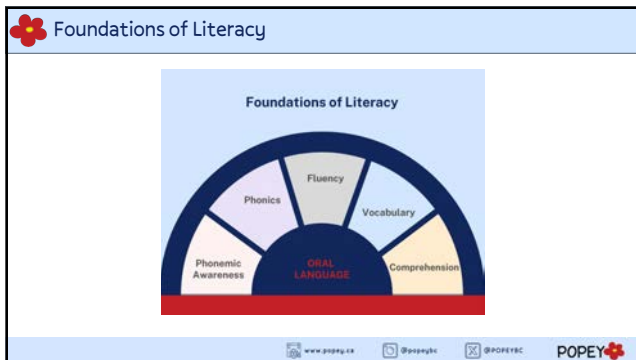 Foundations of Literacy
Foundations of Literacy
Fluency
Phonics
Vocabulary
Phonemic
Awareness
ORAL
LANGUAGE
Comprehension
www.popey.ca @popeybc @POPEYBC POPEY